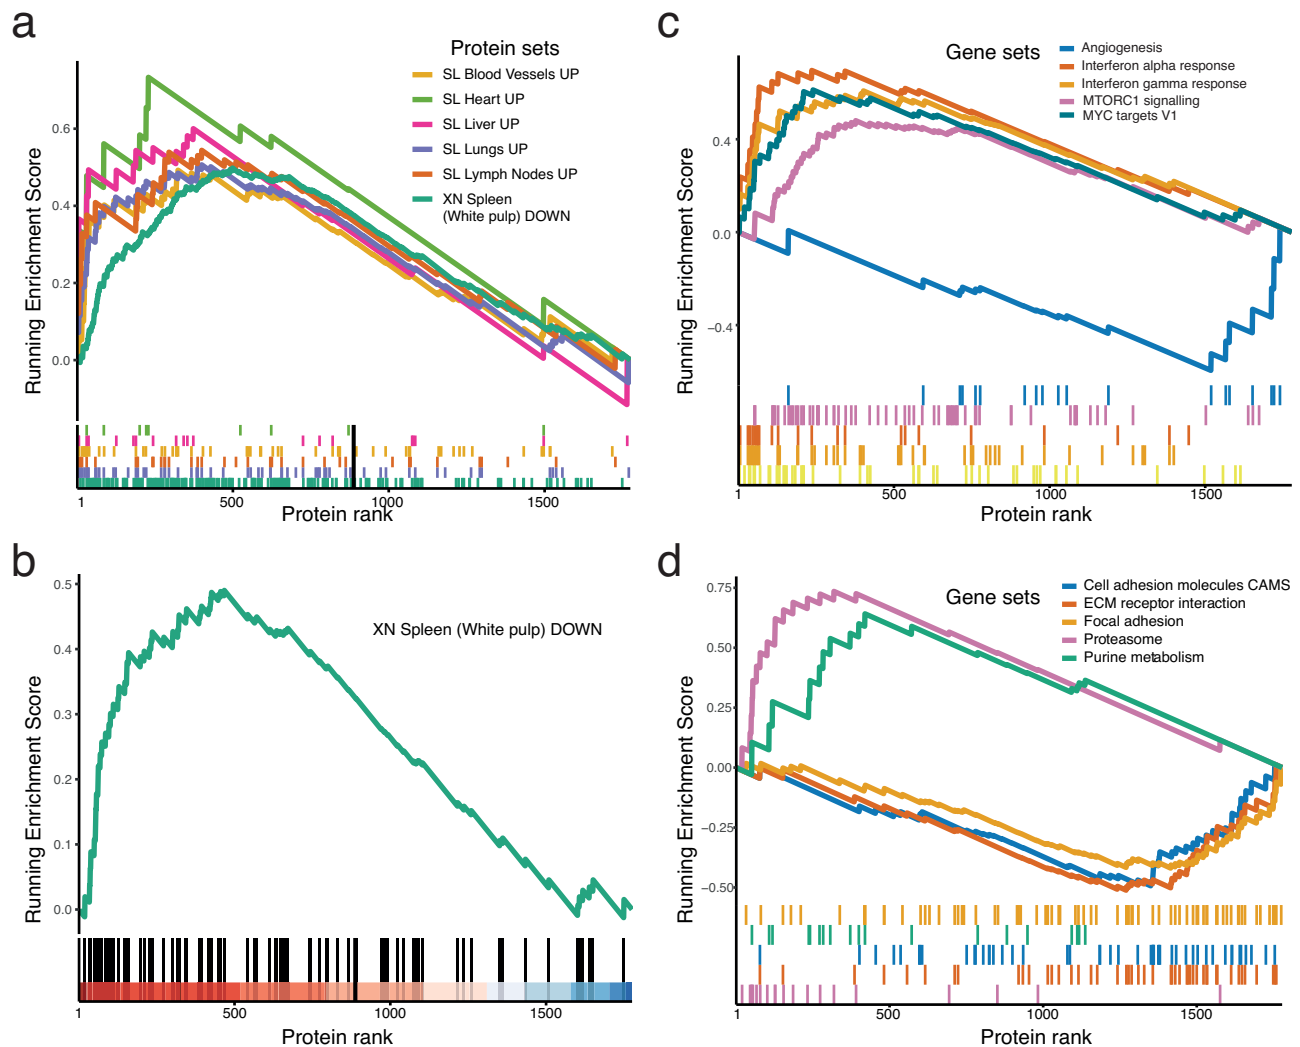 a
Protein sets
SL Blood Vessels UP
SL Heart UP
SL Liver UP
SL Lungs UP
SL Lymph Nodes UP
XN Spleen
(White pulp) DOWN
Running Enrichment Score
0.6
0.4
0.2
0.0
1
500
1000
1500
Protein rank
c
Gene sets
Angiogenesis
Interferon alpha response
Interferon gamma response
MTORC1 signalling
MYC targets V1
Running Enrichment Score
0.4
0.0
−0.4
1
500
1000
1500
Protein rank
b
XN Spleen (White pulp) DOWN
Running Enrichment Score
0.5
0.4
0.3
0.2
0.1
0.0
1
500
1000
1500
Protein rank
d
Gene sets
Cell adhesion molecules CAMS
ECM receptor interaction
Focal adhesion
Proteasome
Purine metabolism
Running Enrichment Score
0.75
0.50
0.25
0.00
−0.25
−0.50
1
500
1000
1500
Protein rank